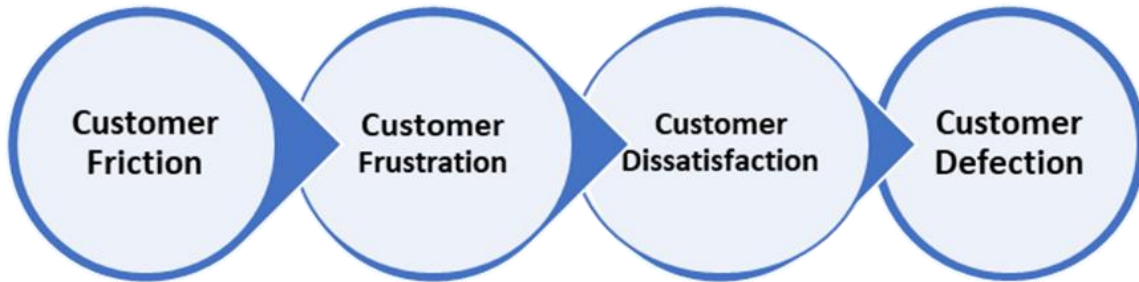 Customer
Friction
Customer
Frustration
Customer
Dissatisfaction
Customer
Defection